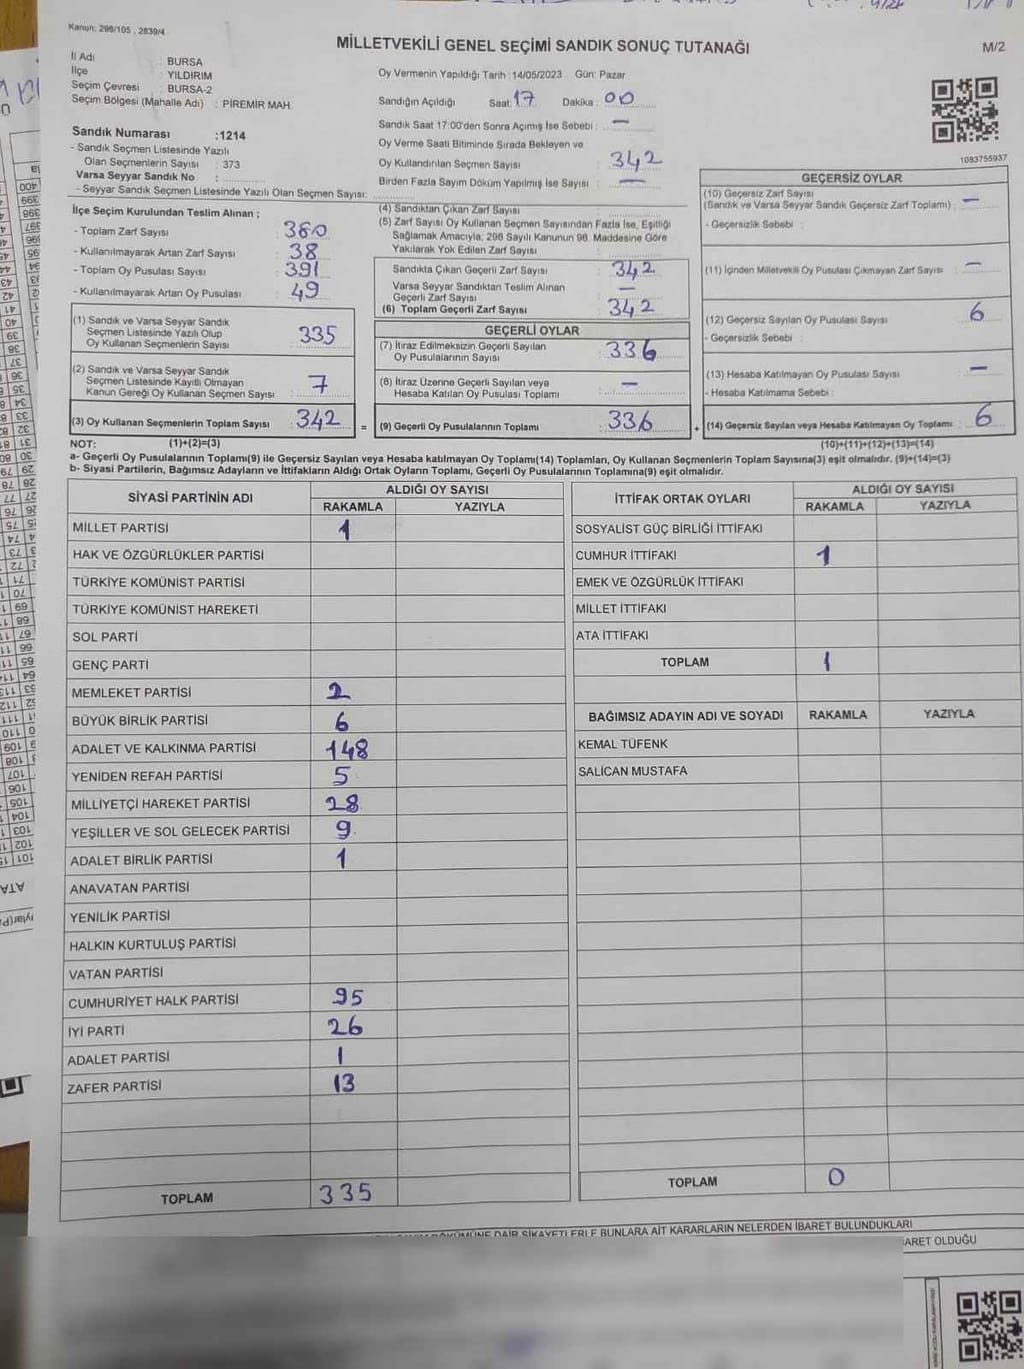 Kanun: 298/105 , 2839/4
MİLLETVEKİLİ GENEL SEÇİMİ SANDIK SONUÇ TUTANAĞI
M/2
İl Adı : BURSA
İlçe : YILDIRIM
Seçim Çevresi : BURSA-2
Seçim Bölgesi (Mahalle Adı) : PİREMİR MAH.
Oy Vermenin Yapıldığı Tarih : 14/05/2023 Gün: Pazar
Sandığın Açıldığı Saat: 17 Dakika : 00
Sandık Saat 17:00'den Sonra Açılmış İse Sebebi : —
Oy Verme Saati Bitiminde Sırada Bekleyen ve
Oy Kullandırılan Seçmen Sayısı : 342
Birden Fazla Sayım Döküm Yapılmış İse Sayısı : —
1083755937
Sandık Numarası :1214
- Sandık Seçmen Listesinde Yazılı
Olan Seçmenlerin Sayısı : 373
Varsa Seyyar Sandık No :
- Seyyar Sandık Seçmen Listesinde Yazılı Olan Seçmen Sayısı:
İlçe Seçim Kurulundan Teslim Alınan ;
- Toplam Zarf Sayısı : 380
- Kullanılmayarak Artan Zarf Sayısı : 38
- Toplam Oy Pusulası Sayısı : 391
- Kullanılmayarak Artan Oy Pusulası : 49
(1) Sandık ve Varsa Seyyar Sandık
Seçmen Listesinde Yazılı Olup
Oy Kullanan Seçmenlerin Sayısı : 335
(2) Sandık ve Varsa Seyyar Sandık
Seçmen Listesinde Kayıtlı Olmayan
Kanun Gereği Oy Kullanan Seçmen Sayısı : 7
(3) Oy Kullanan Seçmenlerin Toplam Sayısı : 342 =
(4) Sandıktan Çıkan Zarf Sayısı :
(5) Zarf Sayısı Oy Kullanan Seçmen Sayısından Fazla İse, Eşitliği
Sağlamak Amacıyla; 298 Sayılı Kanunun 98. Maddesine Göre
Yakılarak Yok Edilen Zarf Sayısı :
Sandıkta Çıkan Geçerli Zarf Sayısı : 342
Varsa Seyyar Sandıktan Teslim Alınan
Geçerli Zarf Sayısı : —
(6) Toplam Geçerli Zarf Sayısı : 342
GEÇERLİ OYLAR
(7) İtiraz Edilmeksizin Geçerli Sayılan
Oy Pusulalarının Sayısı : 336
(8) İtiraz Üzerine Geçerli Sayılan veya
Hesaba Katılan Oy Pusulası Toplamı : —
(9) Geçerli Oy Pusulalarının Toplamı : 336 +
GEÇERSİZ OYLAR
(10) Geçersiz Zarf Sayısı
(Sandık ve Varsa Seyyar Sandık Geçersiz Zarf Toplamı) : —
- Geçersizlik Sebebi :
(11) İçinden Milletvekili Oy Pusulası Çıkmayan Zarf Sayısı : —
(12) Geçersiz Sayılan Oy Pusulası Sayısı : 6
- Geçersizlik Sebebi :
(13) Hesaba Katılmayan Oy Pusulası Sayısı : —
- Hesaba Katılmama Sebebi :
(14) Geçersiz Sayılan veya Hesaba Katılmayan Oy Toplamı : 6
NOT: (1)+(2)=(3)
(10)+(11)+(12)+(13)=(14)
a- Geçerli Oy Pusulalarının Toplamı(9) ile Geçersiz Sayılan veya Hesaba katılmayan Oy Toplamı(14) Toplamları, Oy Kullanan Seçmenlerin Toplam Sayısına(3) eşit olmalıdır. (9)+(14)=(3)
b- Siyasi Partilerin, Bağımsız Adayların ve İttifakların Aldığı Ortak Oyların Toplamı, Geçerli Oy Pusulalarının Toplamına(9) eşit olmalıdır.
SİYASİ PARTİNİN ADI
ALDIĞI OY SAYISI
RAKAMLA YAZIYLA
MİLLET PARTİSİ 1
HAK VE ÖZGÜRLÜKLER PARTİSİ
TÜRKİYE KOMÜNİST PARTİSİ
TÜRKİYE KOMÜNİST HAREKETİ
SOL PARTİ
GENÇ PARTİ
MEMLEKET PARTİSİ 2
BÜYÜK BİRLİK PARTİSİ 6
ADALET VE KALKINMA PARTİSİ 148
YENİDEN REFAH PARTİSİ 5
MİLLİYETÇİ HAREKET PARTİSİ 28
YEŞİLLER VE SOL GELECEK PARTİSİ 9
ADALET BİRLİK PARTİSİ 1
ANAVATAN PARTİSİ
YENİLİK PARTİSİ
HALKIN KURTULUŞ PARTİSİ
VATAN PARTİSİ
CUMHURİYET HALK PARTİSİ 95
İYİ PARTİ 26
ADALET PARTİSİ 1
ZAFER PARTİSİ 13
TOPLAM 335
İTTİFAK ORTAK OYLARI
ALDIĞI OY SAYISI
RAKAMLA YAZIYLA
SOSYALİST GÜÇ BİRLİĞİ İTTİFAKI
CUMHUR İTTİFAKI 1
EMEK VE ÖZGÜRLÜK İTTİFAKI
MİLLET İTTİFAKI
ATA İTTİFAKI
TOPLAM 1
BAĞIMSIZ ADAYIN ADI VE SOYADI RAKAMLA YAZIYLA
KEMAL TÜFENK
SALİCAN MUSTAFA
TOPLAM 0
DAİR ŞİKAYETLERLE BUNLARA AİT KARARLARIN NELERDEN İBARET BULUNDUKLARI
OLDUĞU